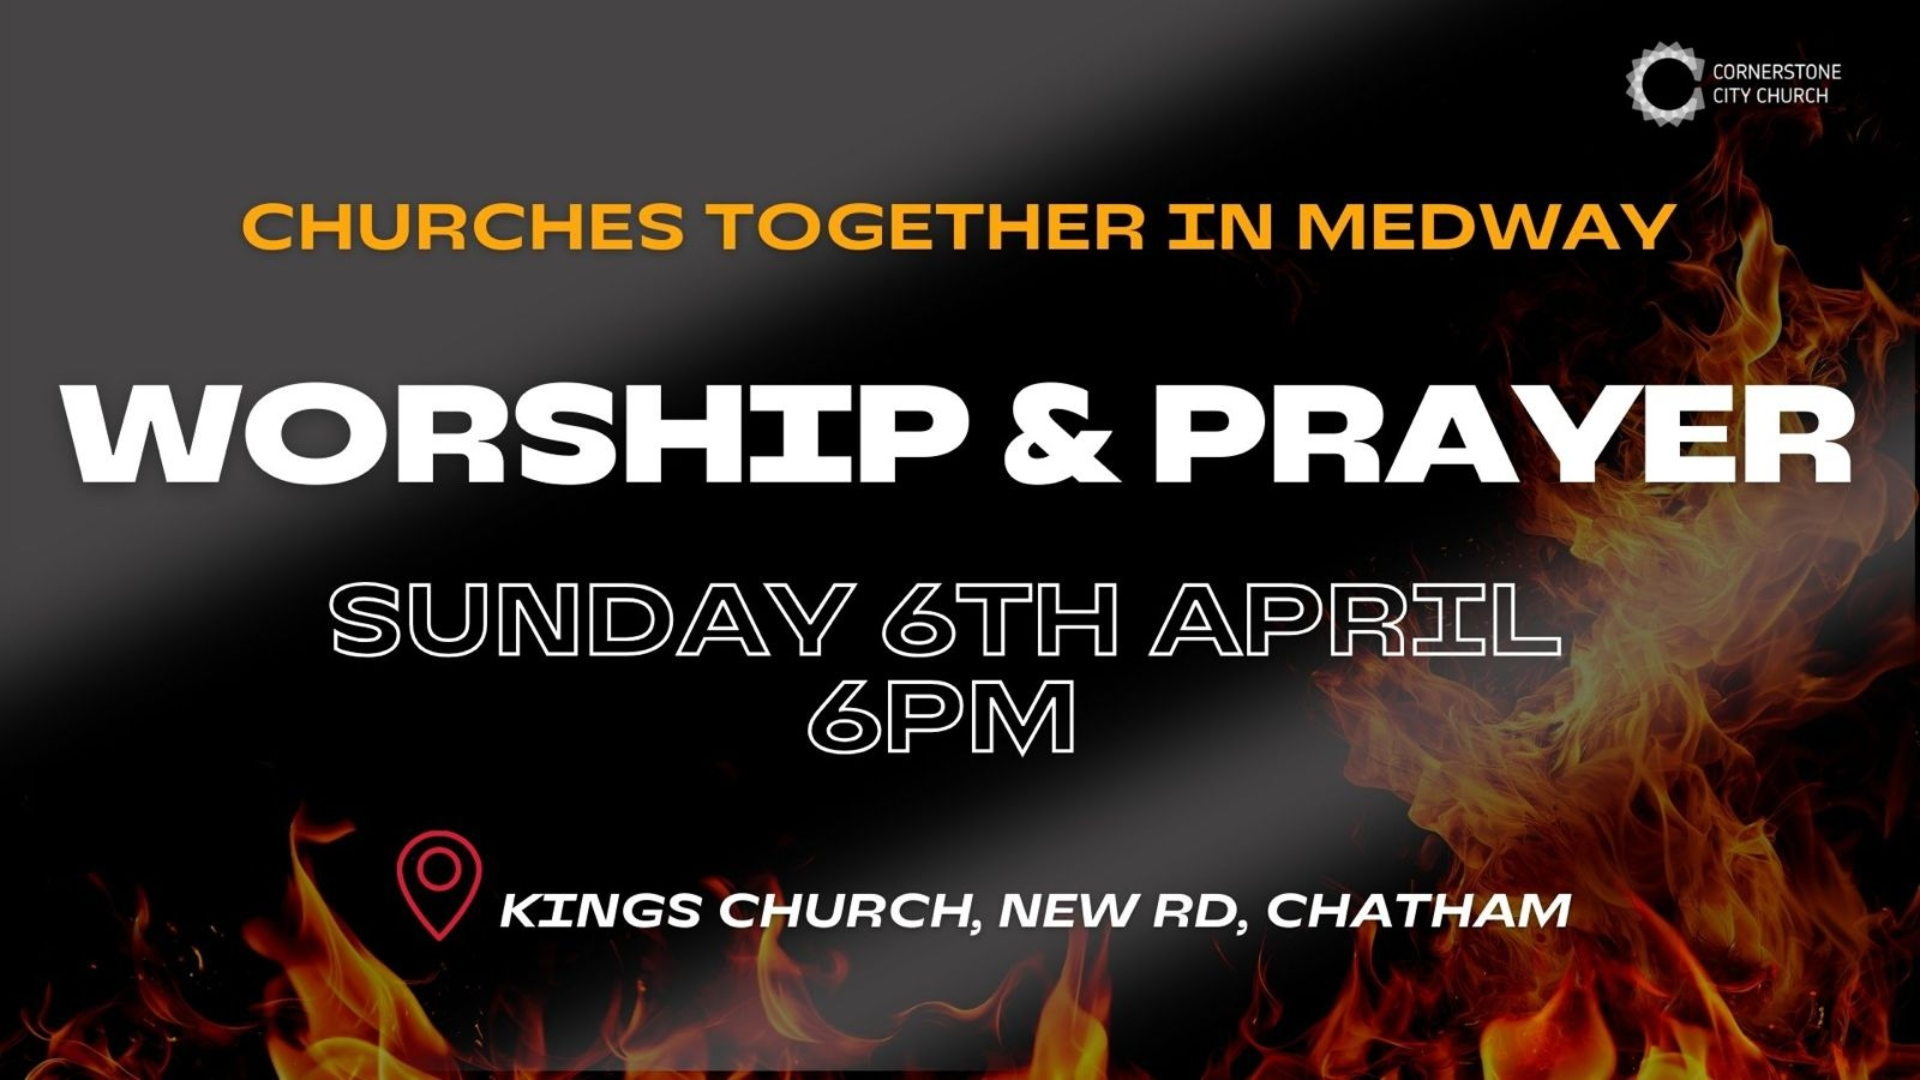 CORNERSTONE
CITY CHURCH
CHURCHES TOGETHER IN MEDWAY
WORSHIP & PRAYER
SUNDAY 6TH APRIL
6PM
KINGS CHURCH, NEW RD, CHATHAM